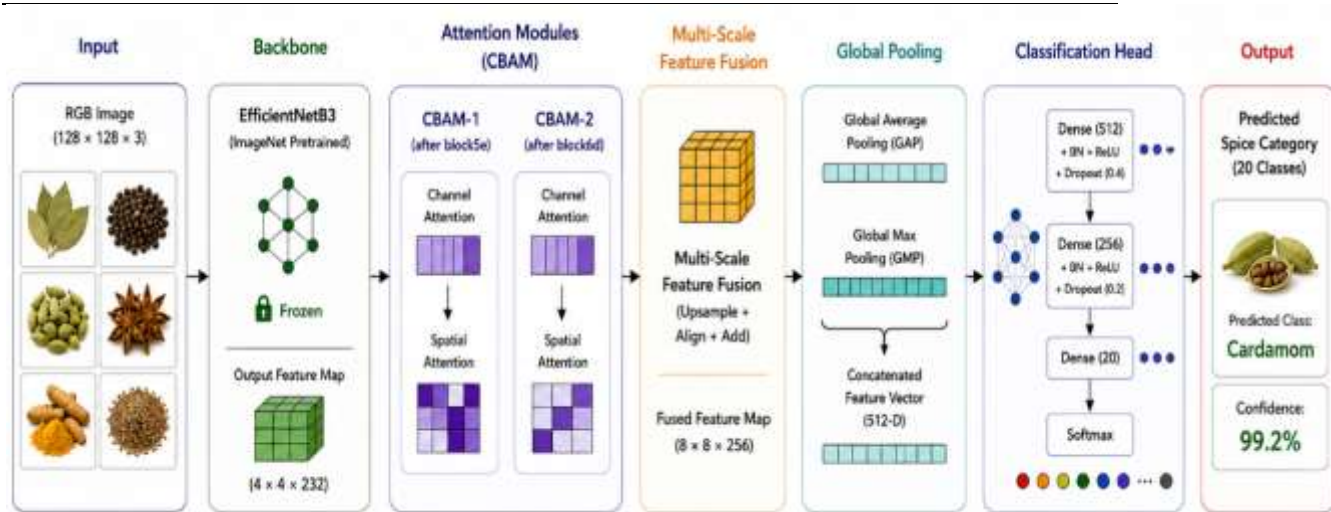 Input
RGB Image
(128 × 128 × 3)
Backbone
EfficientNetB3
(ImageNet Pretrained)
Frozen
Output Feature Map
(4 × 4 × 232)
Attention Modules
(CBAM)
CBAM-1
(after block5e)
Channel
Attention
Spatial
Attention
CBAM-2
(after block6d)
Channel
Attention
Spatial
Attention
Multi-Scale
Feature Fusion
Multi-Scale
Feature Fusion
(Upsample +
Align + Add)
Fused Feature Map
(8 × 8 × 256)
Global Pooling
Global Average
Pooling (GAP)
Global Max
Pooling (GMP)
Concatenated
Feature Vector
(512-D)
Classification Head
Dense (512)
+ BN + ReLU
+ Dropout (0.4)
Dense (256)
+ BN + ReLU
+ Dropout (0.2)
Dense (20)
Softmax
Output
Predicted
Spice Category
(20 Classes)
Predicted Class:
Cardamom
Confidence:
99.2%